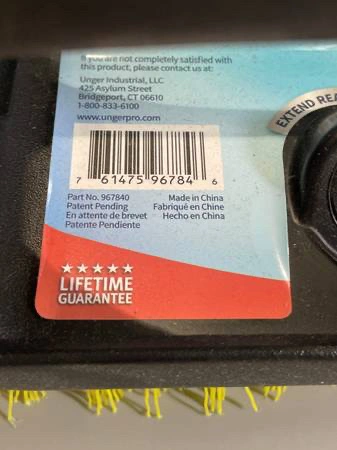 If you are not completely satisfied with
this product, please contact us at:
Unger Industrial, LLC
425 Asylum Street
Bridgeport, CT 06610
1-800-833-6100
www.ungerpro.com
EXTEND REA
7 61475 96784 6
Part No. 967840 Made in China
Patent Pending Fabriqué en Chine
En attente de brevet Hecho en China
Patente Pendiente
LIFETIME
GUARANTEE